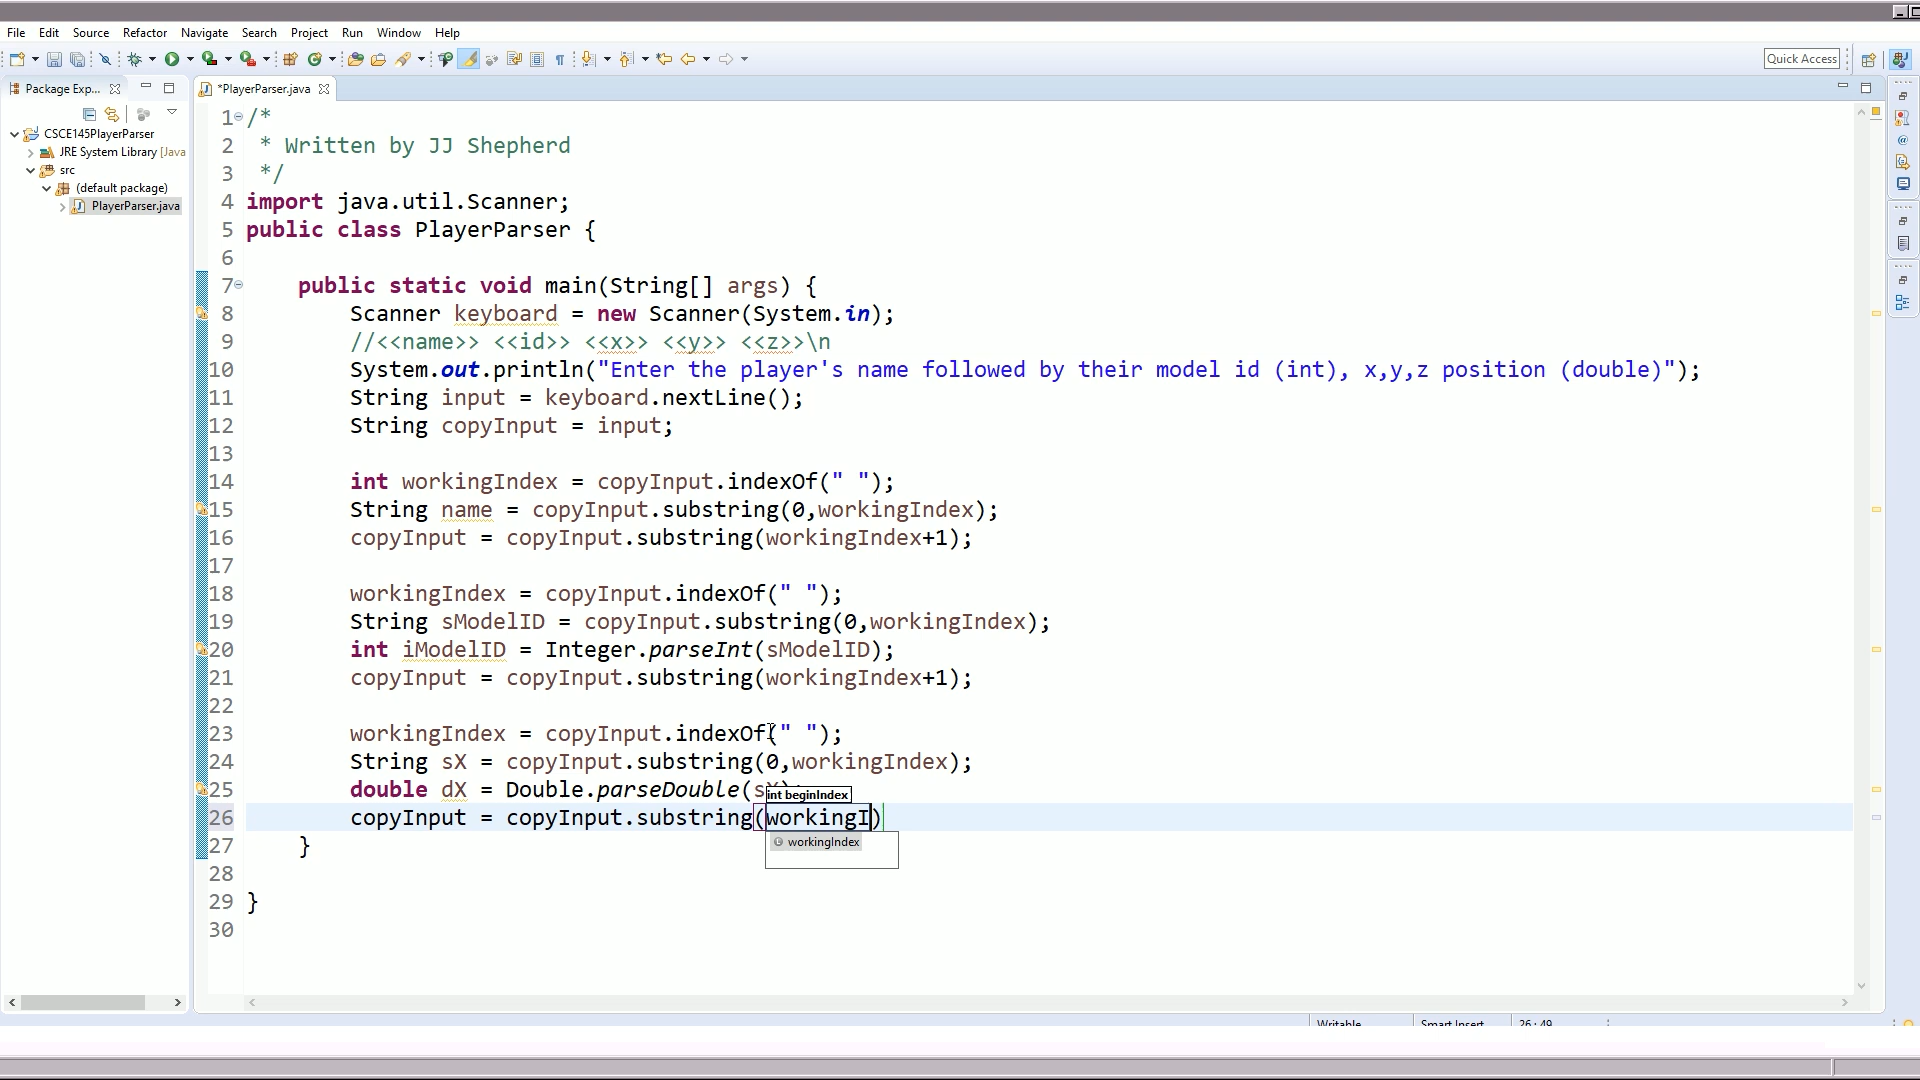 File Edit Source Refactor Navigate Search Project Run Window Help
Quick Access
Package Exp...
*PlayerParser.java
CSCE145PlayerParser
JRE System Library [Java
src
(default package)
PlayerParser.java
1 /*
2  * Written by JJ Shepherd
3  */
4 import java.util.Scanner;
5 public class PlayerParser {
6
7     public static void main(String[] args) {
8         Scanner keyboard = new Scanner(System.in);
9         //<<name>> <<id>> <<x>> <<y>> <<z>>\n
10         System.out.println("Enter the player's name followed by their model id (int), x,y,z position (double)");
11         String input = keyboard.nextLine();
12         String copyInput = input;
13
14         int workingIndex = copyInput.indexOf(" ");
15         String name = copyInput.substring(0,workingIndex);
16         copyInput = copyInput.substring(workingIndex+1);
17
18         workingIndex = copyInput.indexOf(" ");
19         String sModelID = copyInput.substring(0,workingIndex);
20         int iModelID = Integer.parseInt(sModelID);
21         copyInput = copyInput.substring(workingIndex+1);
22
23         workingIndex = copyInput.indexOf(" ");
24         String sX = copyInput.substring(0,workingIndex);
25         double dX = Double.parseDouble(sX);
int beginIndex
26         copyInput = copyInput.substring(workingI)
workingIndex
27     }
28
29 }
30
Writable Smart Insert 26 : 49